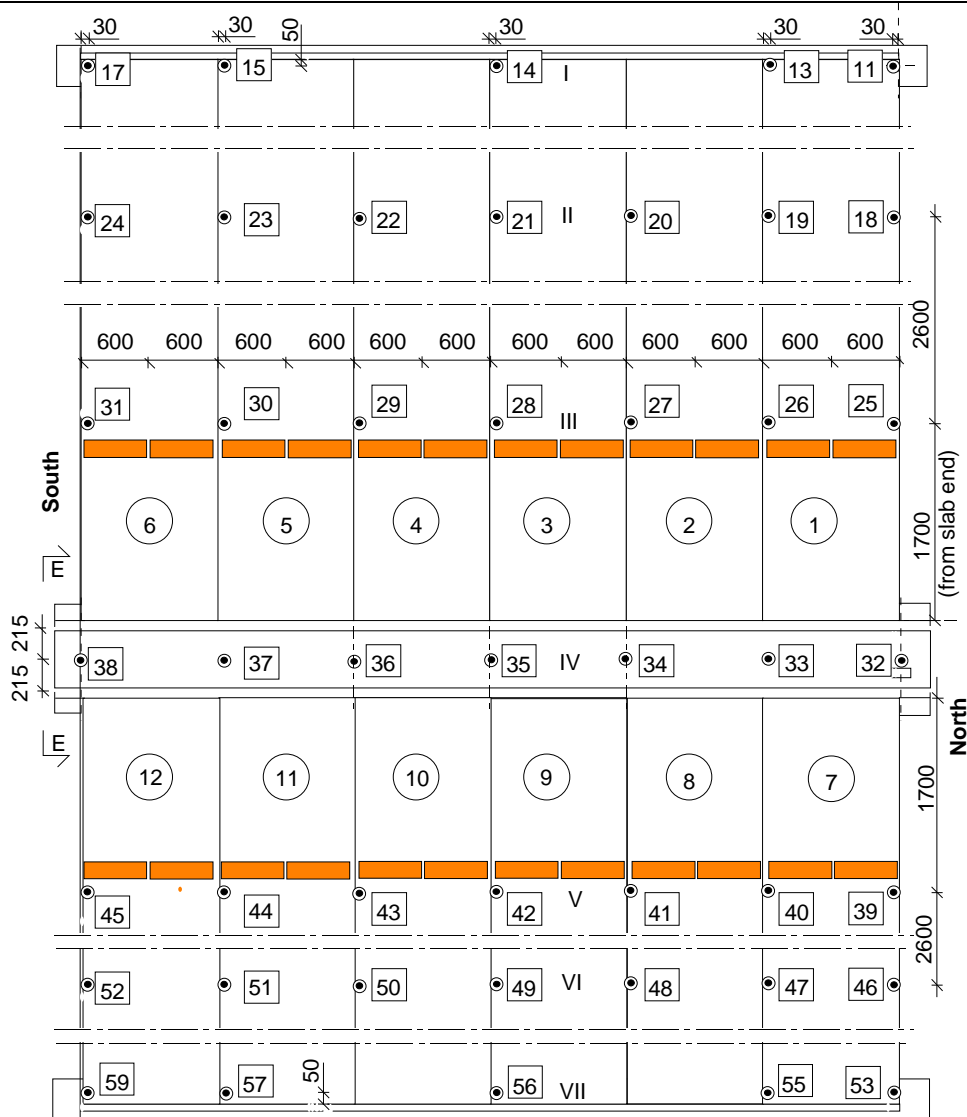 30 30 50 30 30 30
17 15 14 I 13 11
24 23 22 21 II 20 19 18
2600
600 600 600 600 600 600 600 600 600 600 600 600
31 30 29 28 III 27 26 25
South
6 5 4 3 2 1
1700
(from slab end)
E
215
38 37 36 35 IV 34 33 32
215
E
North
12 11 10 9 8 7
1700
45 44 43 42 V 41 40 39
2600
52 51 50 49 VI 48 47 46
59 57 50 56 VII 55 53